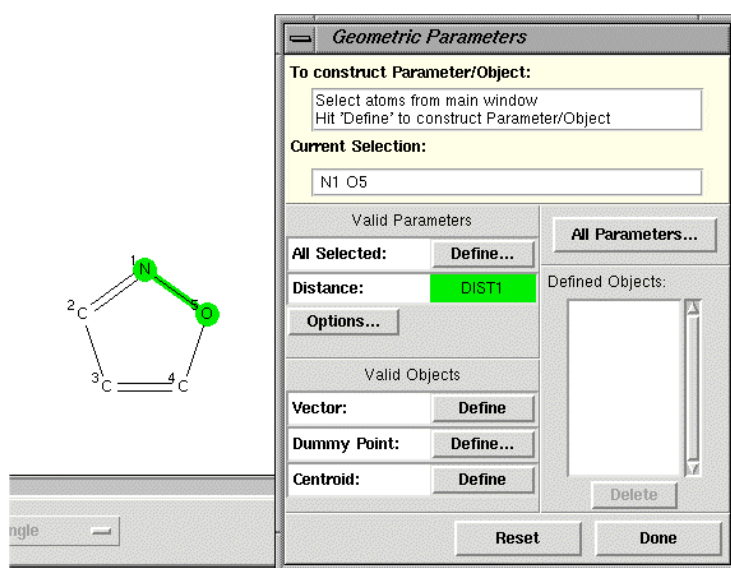 Geometric Parameters
To construct Parameter/Object:
Select atoms from main window
Hit 'Define' to construct Parameter/Object
Current Selection:
N1 O5
Valid Parameters
All Selected: Define...
Distance: DIST1
Options...
Valid Objects
Vector: Define
Dummy Point: Define...
Centroid: Define
All Parameters...
Defined Objects:
Delete
Reset Done
1 N
2 C
5 O
3 C
4 C
ngle